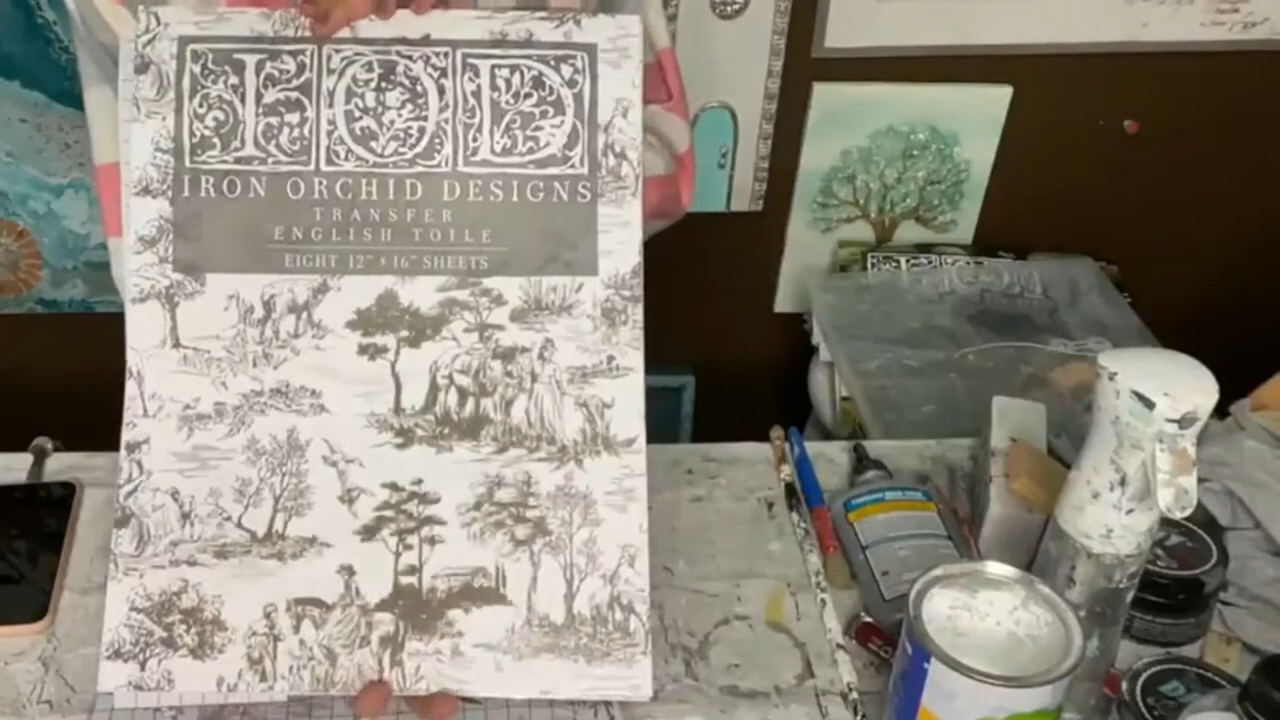 IOD
IRON ORCHID DESIGNS
TRANSFER
ENGLISH TOILE
EIGHT 12" x 16" SHEETS